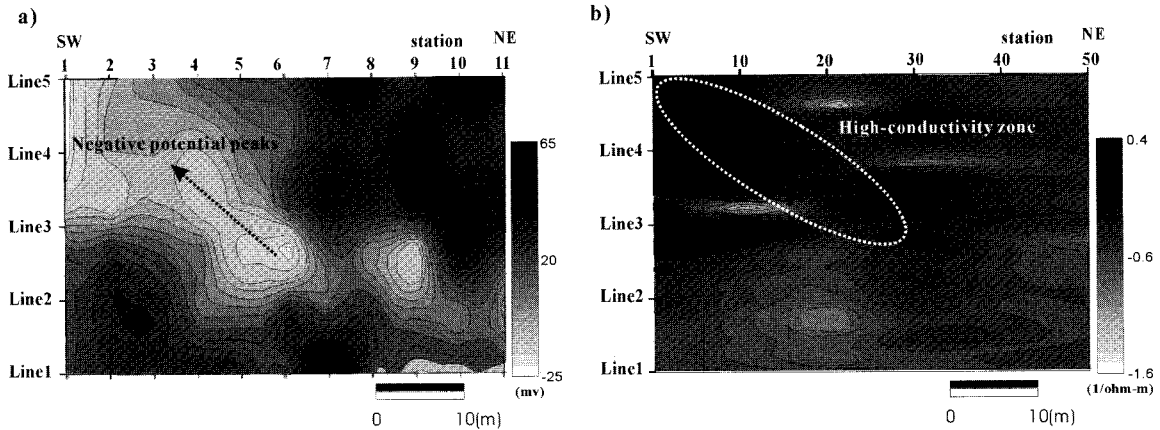 a)
SW station NE
1 2 3 4 5 6 7 8 9 10 11
Line5
Line4
Line3
Line2
Line1
Negative potential peaks
65
20
-25
(mv)
0 10(m)
b)
SW station NE
1 10 20 30 40 50
Line5
Line4
Line3
Line2
Line1
High-conductivity zone
0.4
-0.6
-1.6
(1/ohm-m)
0 10(m)